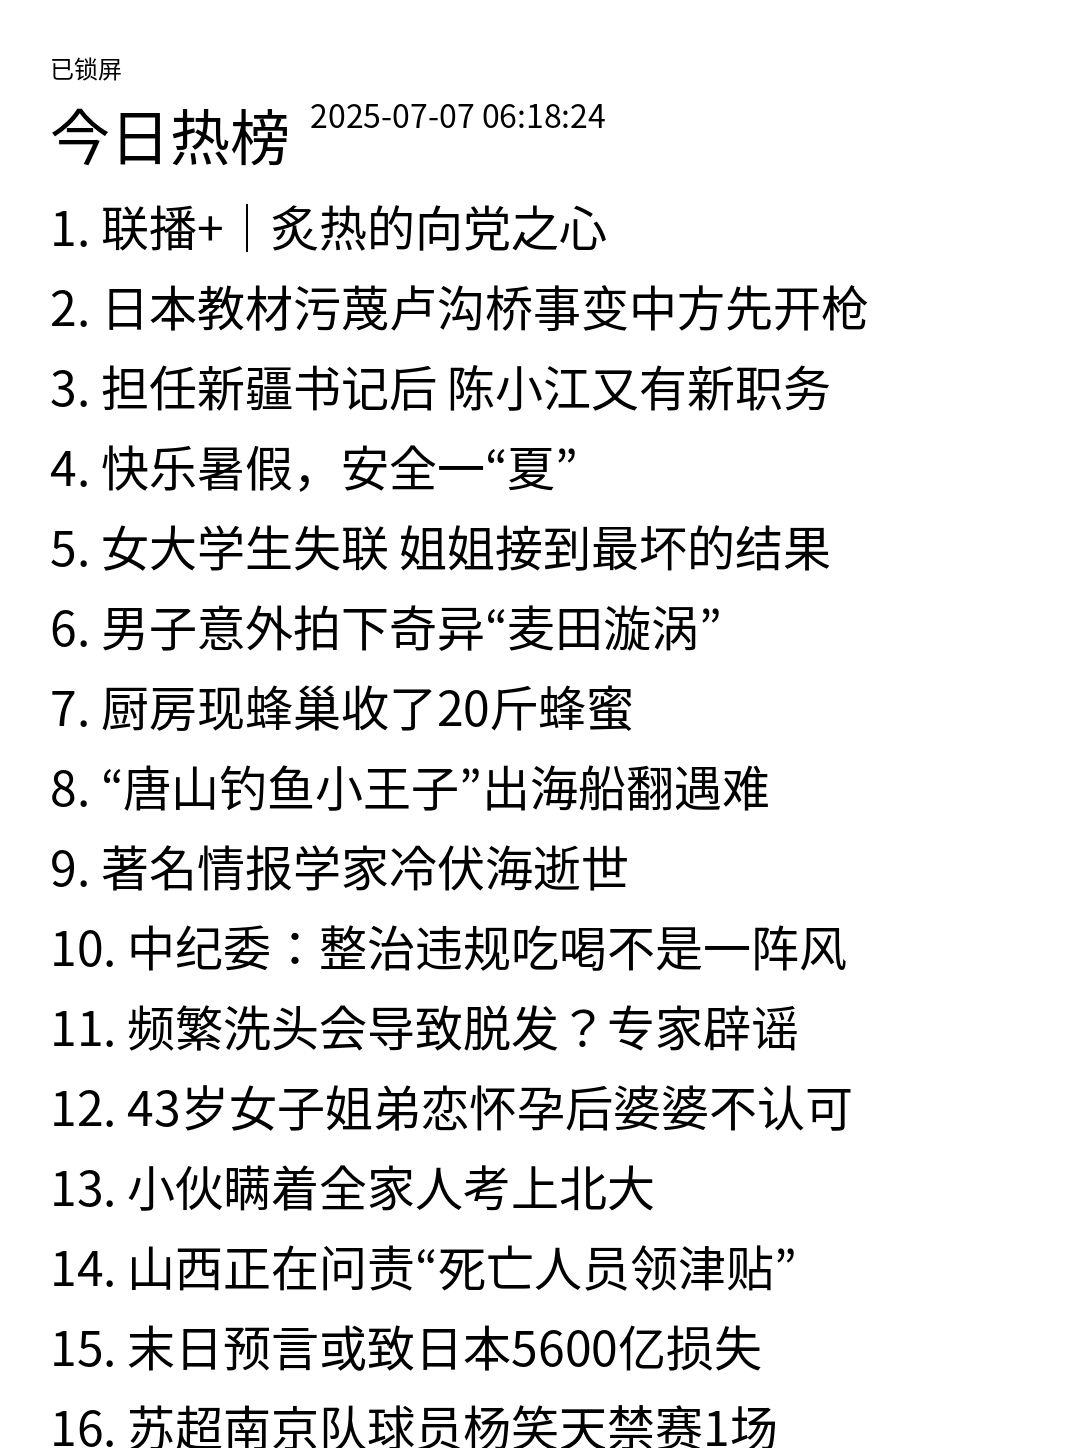 已锁屏
今日热榜 2025-07-07 06:18:24
1. 联播+｜炙热的向党之心
2. 日本教材污蔑卢沟桥事变中方先开枪
3. 担任新疆书记后 陈小江又有新职务
4. 快乐暑假，安全一“夏”
5. 女大学生失联 姐姐接到最坏的结果
6. 男子意外拍下奇异“麦田漩涡”
7. 厨房现蜂巢收了20斤蜂蜜
8. “唐山钓鱼小王子”出海船翻遇难
9. 著名情报学家冷伏海逝世
10. 中纪委：整治违规吃喝不是一阵风
11. 频繁洗头会导致脱发？专家辟谣
12. 43岁女子姐弟恋怀孕后婆婆不认可
13. 小伙瞒着全家人考上北大
14. 山西正在问责“死亡人员领津贴”
15. 末日预言或致日本5600亿损失
16. 苏超南京队球员杨笑天禁赛1场